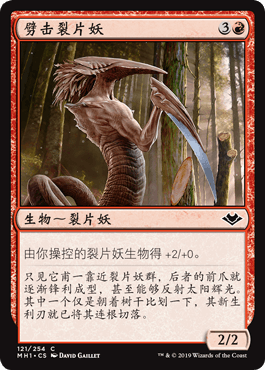 劈击裂片妖 3
生物～裂片妖
由你操控的裂片妖生物得 +2/+0。
只见它甫一靠近裂片妖群，后者的前爪就
逐渐锋利成型，甚至能够反射太阳辉光。
其中一个仅是朝着树干比划一下，其新生
利刃就已将其连根切落。
2/2
121/254 C
MH1 • CS DAVID GAILLET
™ & © 2019 Wizards of the Coast